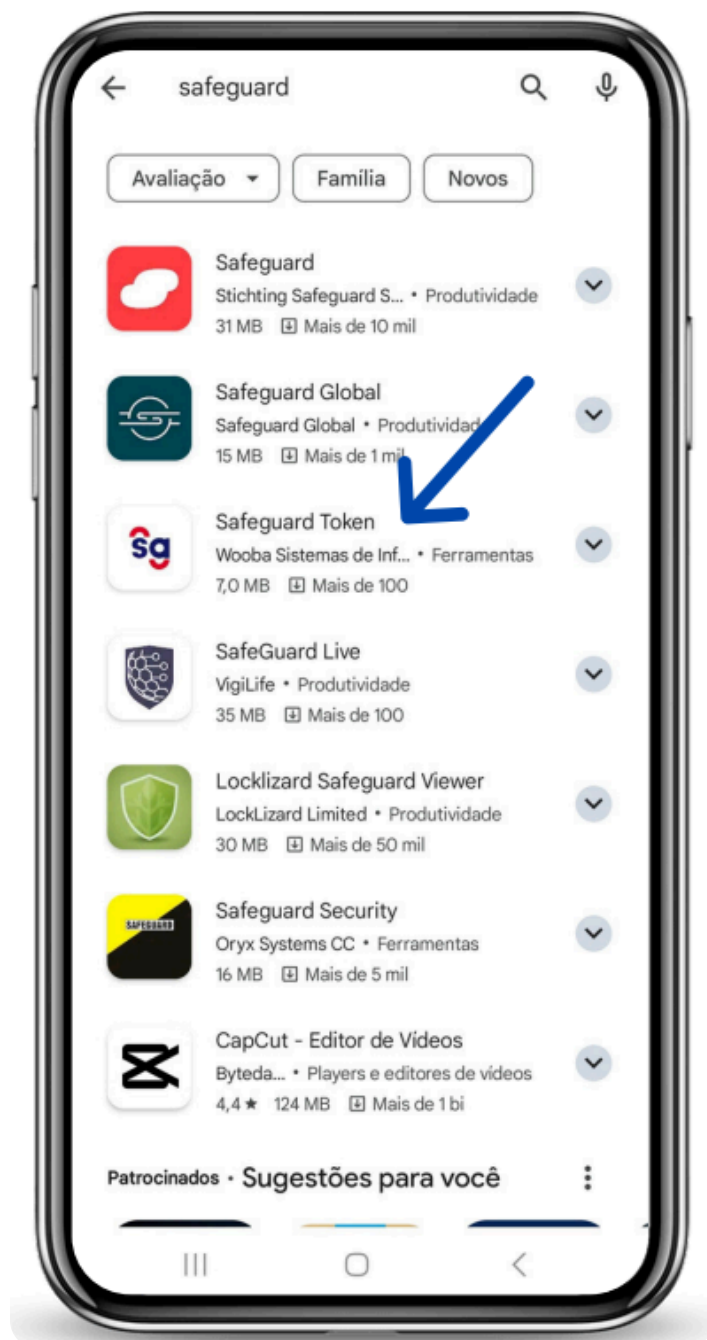 safeguard
Avaliação
Família
Novos
Safeguard
Stichting Safeguard S... • Produtividade
31 MB Mais de 10 mil
Safeguard Global
Safeguard Global • Produtividad
15 MB Mais de 1 mil
sg
Safeguard Token
Wooba Sistemas de Inf... • Ferramentas
7,0 MB Mais de 100
SafeGuard Live
VigiLife • Produtividade
35 MB Mais de 100
Locklizard Safeguard Viewer
LockLizard Limited • Produtividade
30 MB Mais de 50 mil
SAFEGUARD
Safeguard Security
Oryx Systems CC • Ferramentas
16 MB Mais de 5 mil
CapCut - Editor de Vídeos
Byteda... • Players e editores de vídeos
4,4 ★ 124 MB Mais de 1 bi
Patrocinados • Sugestões para você